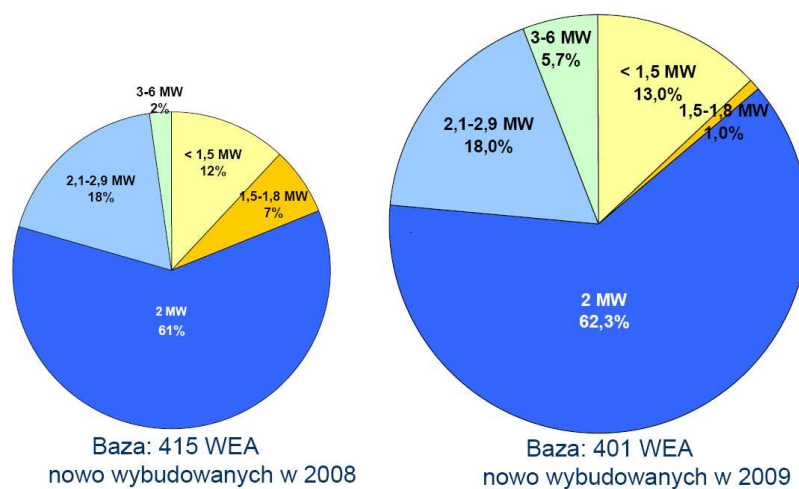 3-6 MW
2%
< 1,5 MW
12%
1,5-1,8 MW
7%
2,1-2,9 MW
18%
2 MW
61%
Baza: 415 WEA
nowo wybudowanych w 2008
3-6 MW
5,7%
< 1,5 MW
13,0%
1,5-1,8 MW
1,0%
2,1-2,9 MW
18,0%
2 MW
62,3%
Baza: 401 WEA
nowo wybudowanych w 2009